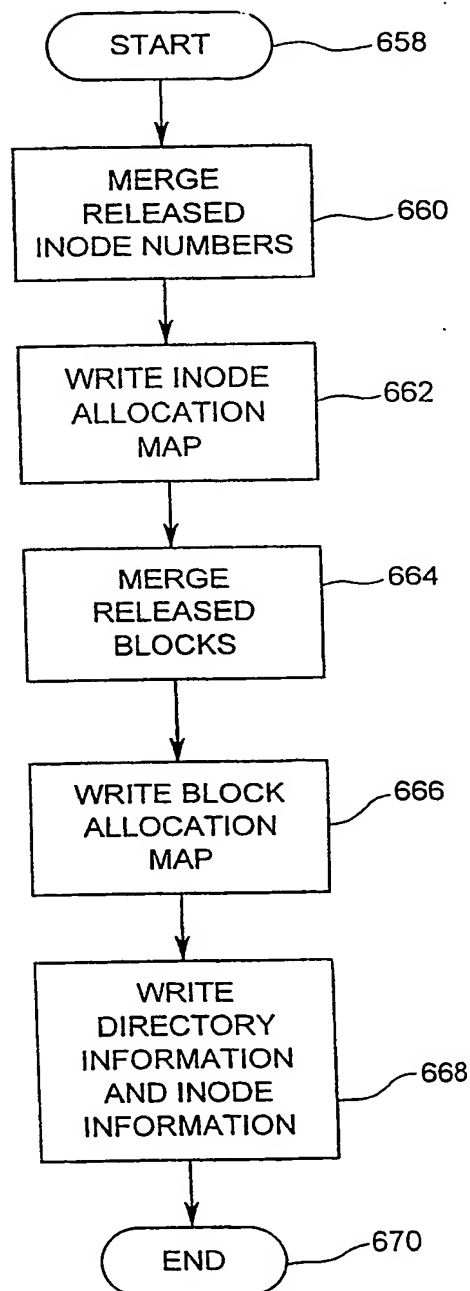 START
658
MERGE
RELEASED
INODE NUMBERS
660
WRITE INODE
ALLOCATION
MAP
662
MERGE
RELEASED
BLOCKS
664
WRITE BLOCK
ALLOCATION
MAP
666
WRITE
DIRECTORY
INFORMATION
AND INODE
INFORMATION
668
END
670